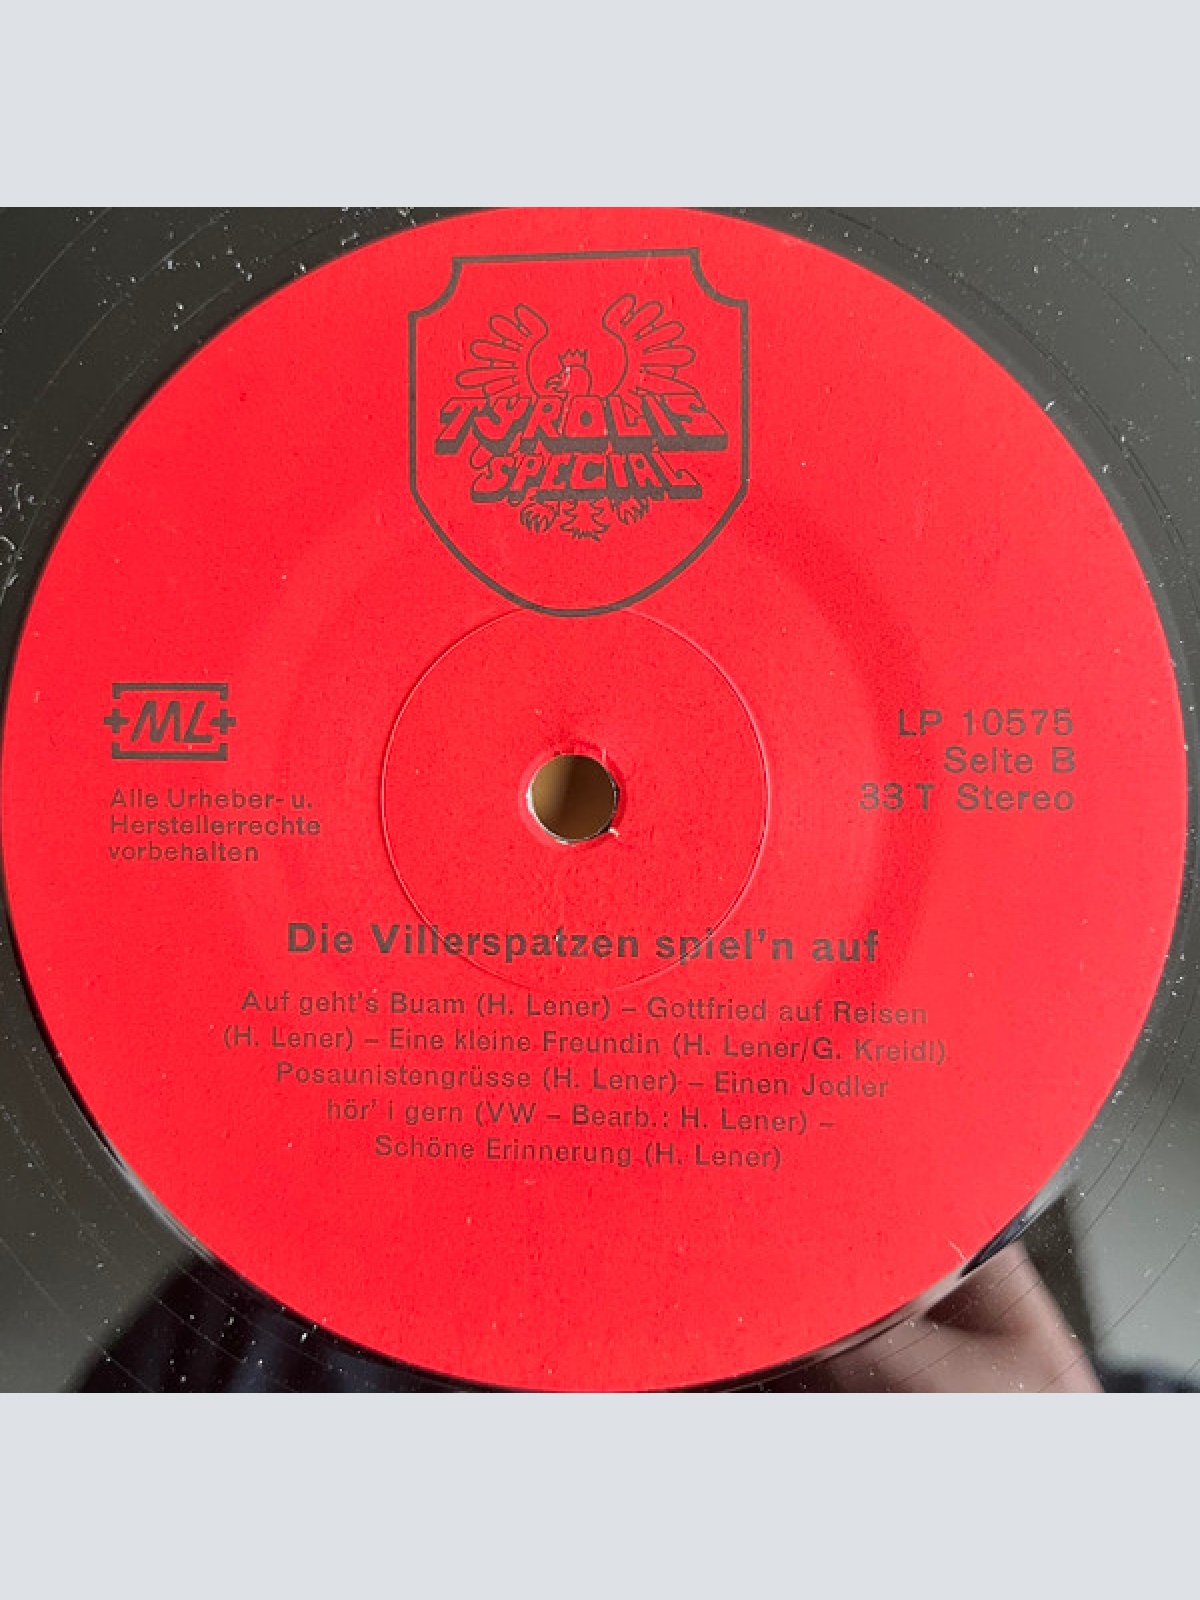 TYROLIS
SPECIAL
ML
Alle Urheber- u.
Herstellerrechte
vorbehalten
LP 10575
Seite B
33 T Stereo
Die Villerspatzen spiel'n auf
Auf geht's Buam (H. Lener) – Gottfried auf Reisen
(H. Lener) – Eine kleine Freundin (H. Lener/G. Kreidl)
Posaunistengrüsse (H. Lener) – Einen Jodler
hör' i gern (VW – Bearb.: H. Lener) –
Schöne Erinnerung (H. Lener)